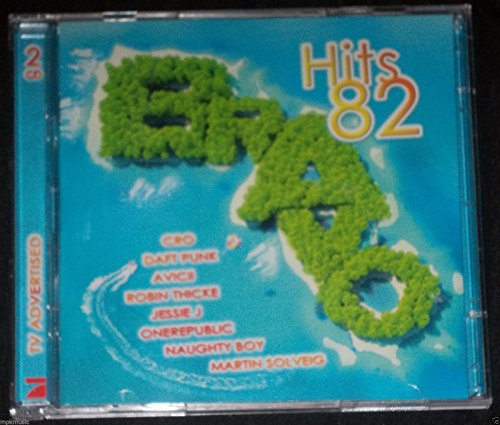 2
CD
TV ADVERTISED
Hits
82
BRAVO
CRO
DAFT PUNK
AVICII
ROBIN THICKE
JESSIE J
ONEREPUBLIC
NAUGHTY BOY
MARTIN SOLVEIG
mpkmusic